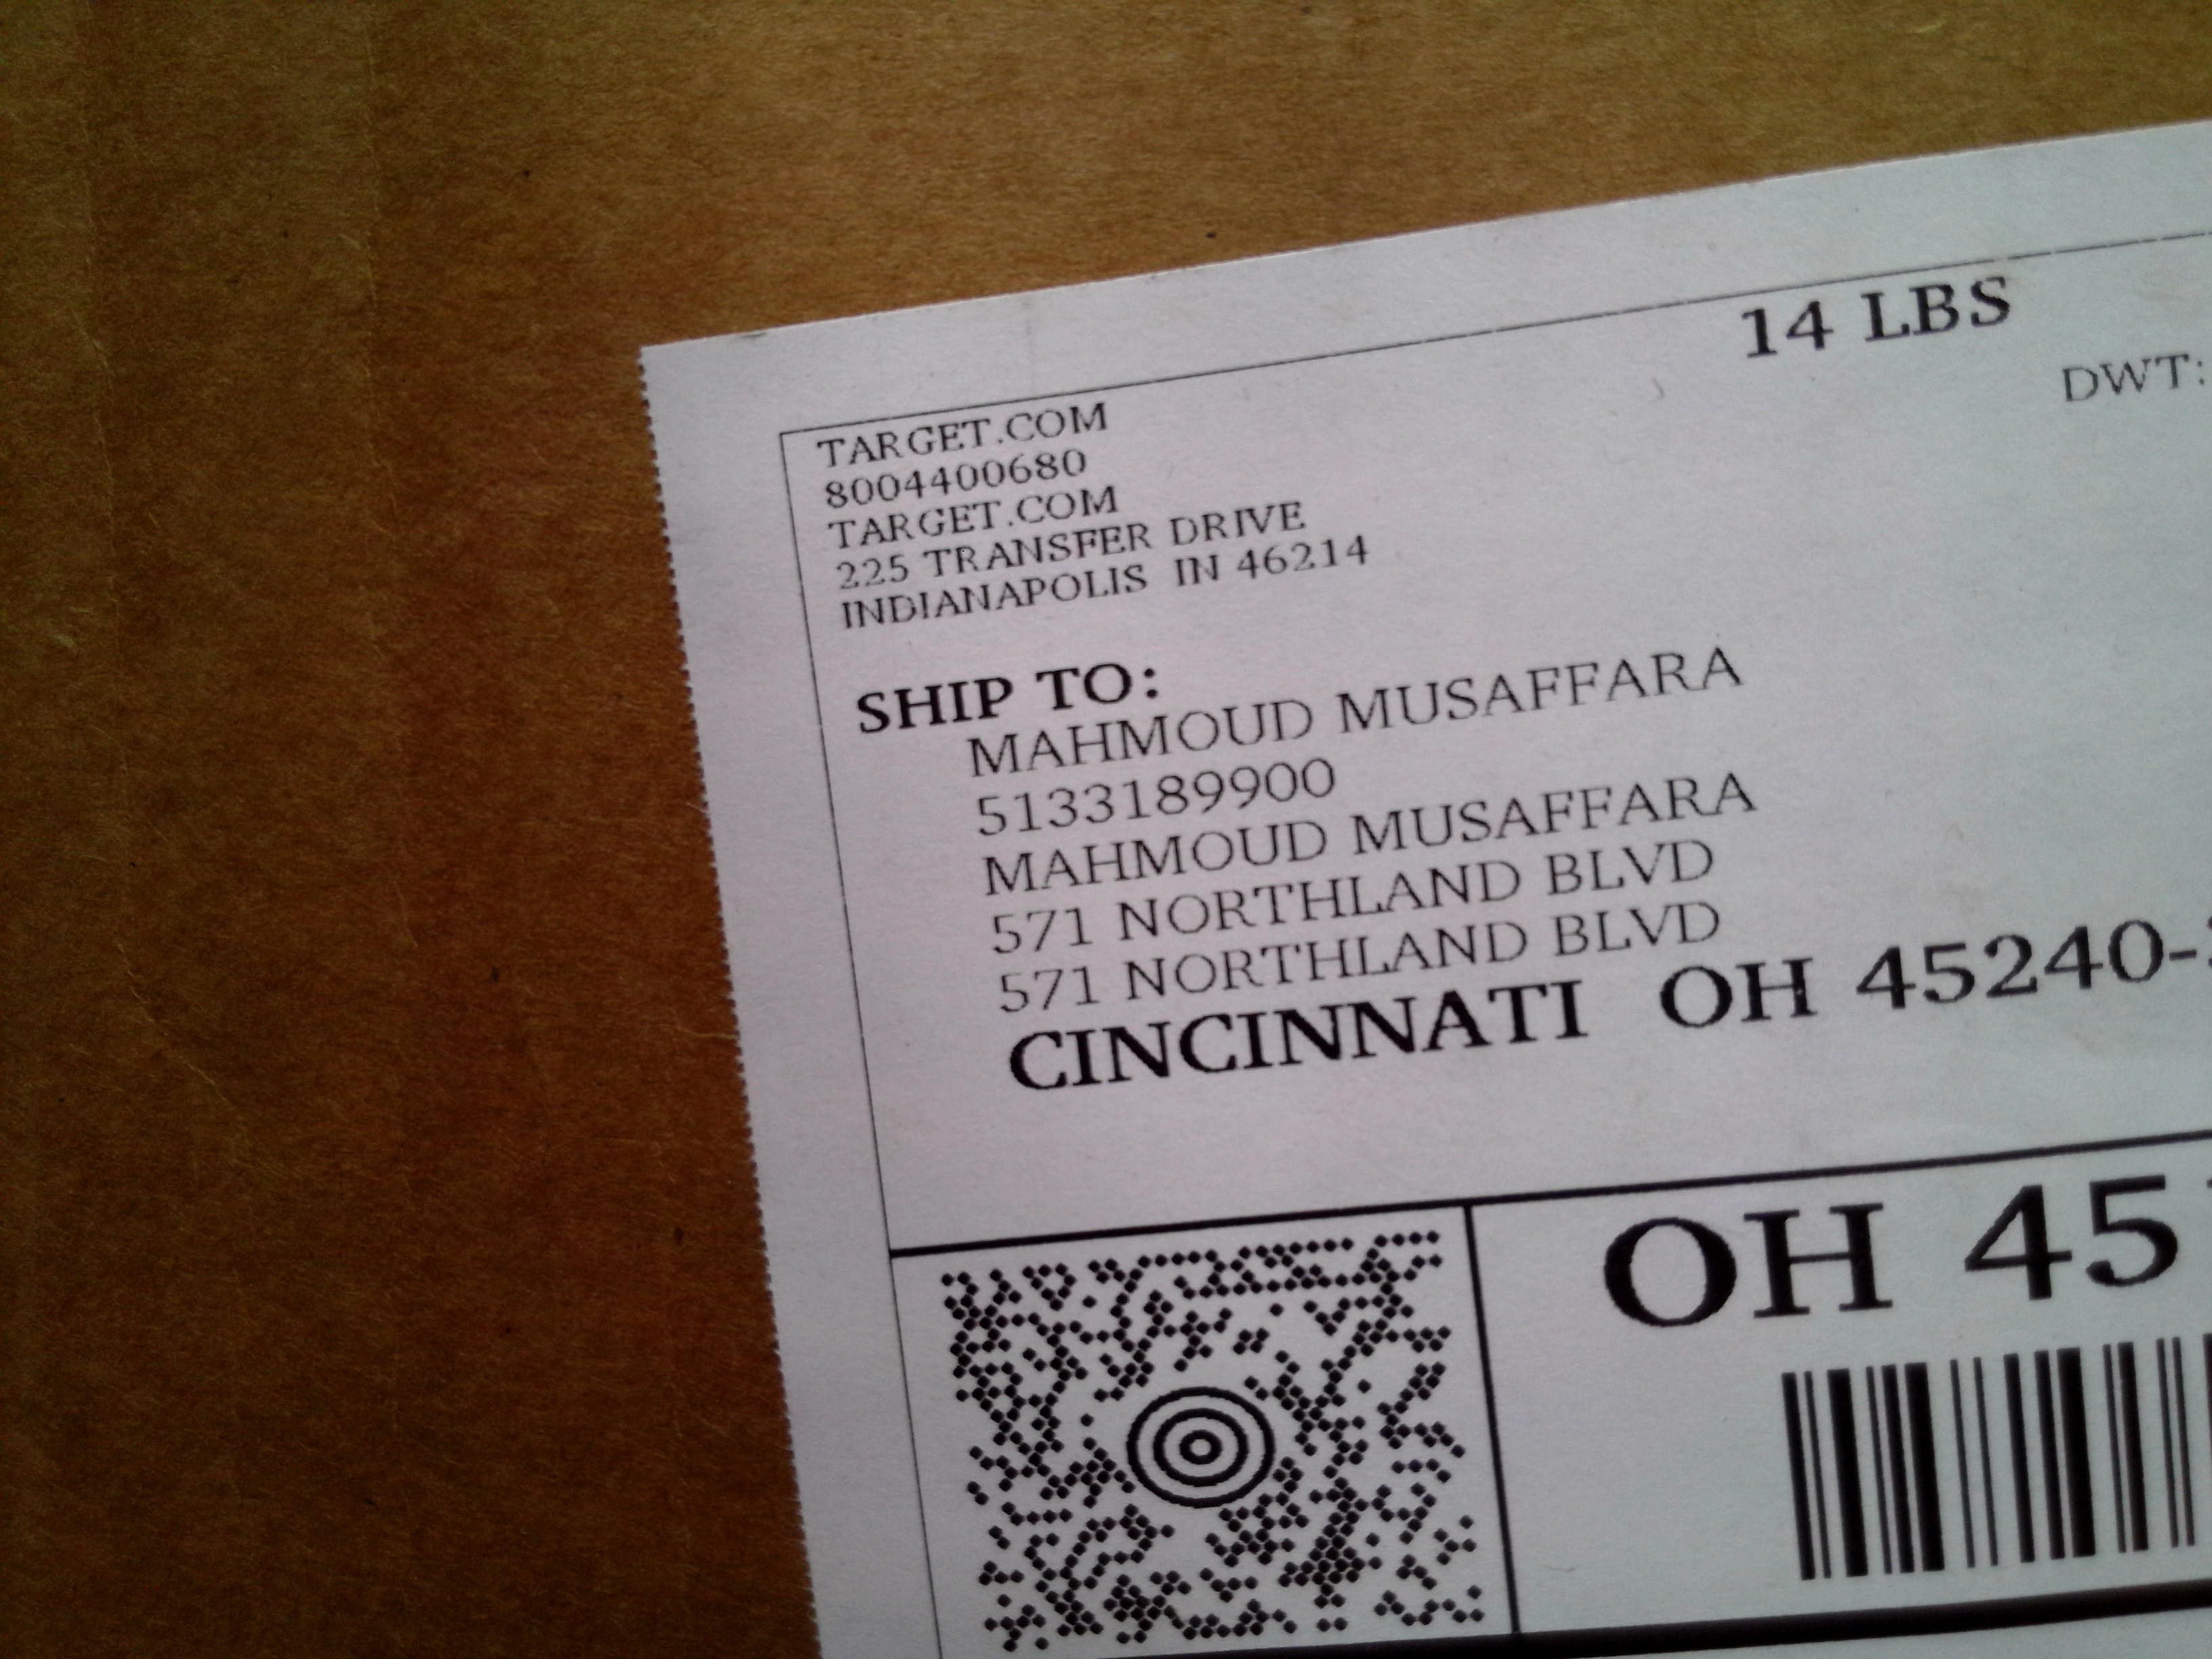 14 LBS
DWT:
TARGET.COM
8004400680
TARGET.COM
225 TRANSFER DRIVE
INDIANAPOLIS IN 46214
SHIP TO:
MAHMOUD MUSAFFARA
5133189900
MAHMOUD MUSAFFARA
571 NORTHLAND BLVD
571 NORTHLAND BLVD
CINCINNATI OH 45240-
OH 45